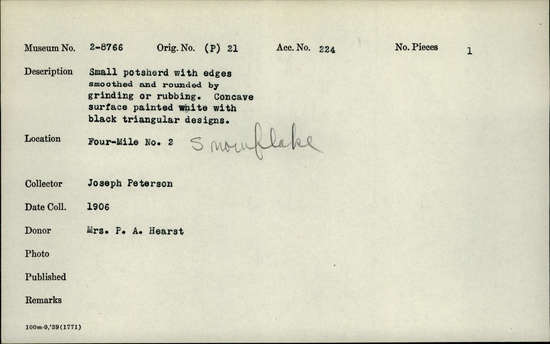 Museum No. 2-8766 Orig. No. (P) 21 Acc. No. 224 No. Pieces 1
Description Small potsherd with edges
smoothed and rounded by
grinding or rubbing. Concave
surface painted white with
black triangular designs.
Location Four-Mile No. 2 Snowflake
Collector Joseph Peterson
Date Coll. 1906
Donor Mrs. P. A. Hearst
Photo
Published
Remarks
100m-9,'39(1771)